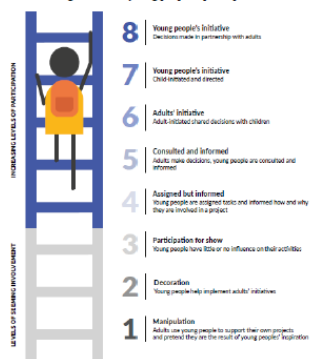 8
Young people's initiative
Decisions made in partnership with adults
7
Young people's initiative
Child-initiated and directed
6
Adults' initiative
Adult-initiated shared decisions with children
5
Consulted and informed
Adults make decisions, young people are consulted and
informed
4
Assigned but informed
Young people are assigned tasks and informed how and why
they are involved in a project
3
Participation for show
Young people have little or no influence on their activities
2
Decoration
Young people help implement adults' initiatives
1
Manipulation
Adults use young people to support their own projects
and pretend they are the result of young peoples' inspiration
INCREASING LEVELS OF PARTICIPATION
LEVELS OF SEEMING INVOLVEMENT